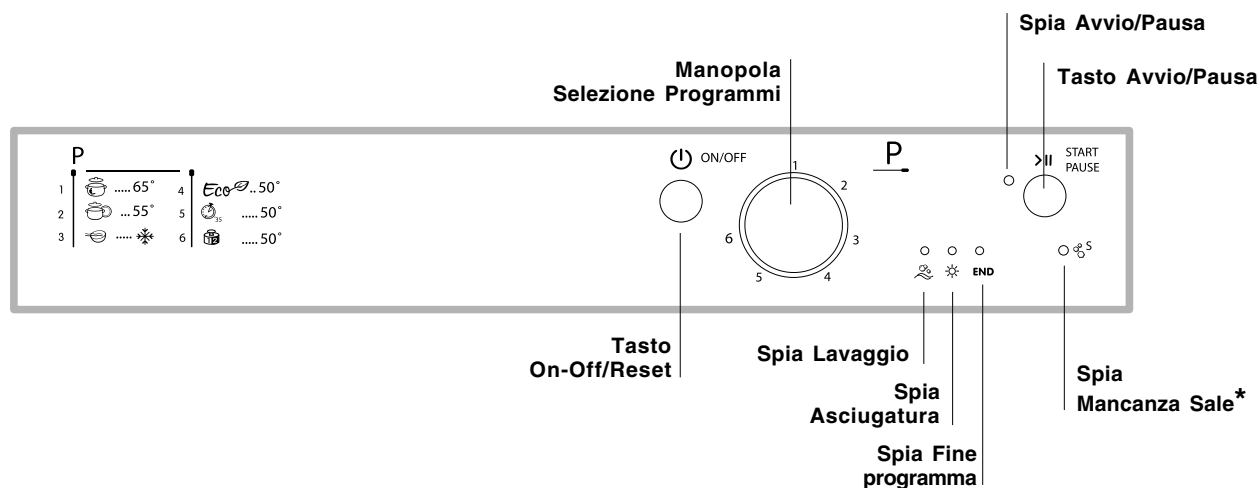 Spia Avvio/Pausa
Manopola
Selezione Programmi
Tasto Avvio/Pausa
P
1 ..... 65°
2 ... 55°
3 .....
4 Eco .. 50°
5 35 ..... 50°
6 ..... 50°
ON/OFF
P
1
2
3
4
5
6
START
PAUSE
S
END
Tasto
On-Off/Reset
Spia Lavaggio
Spia
Asciugatura
Spia Fine
programma
Spia
Mancanza Sale*